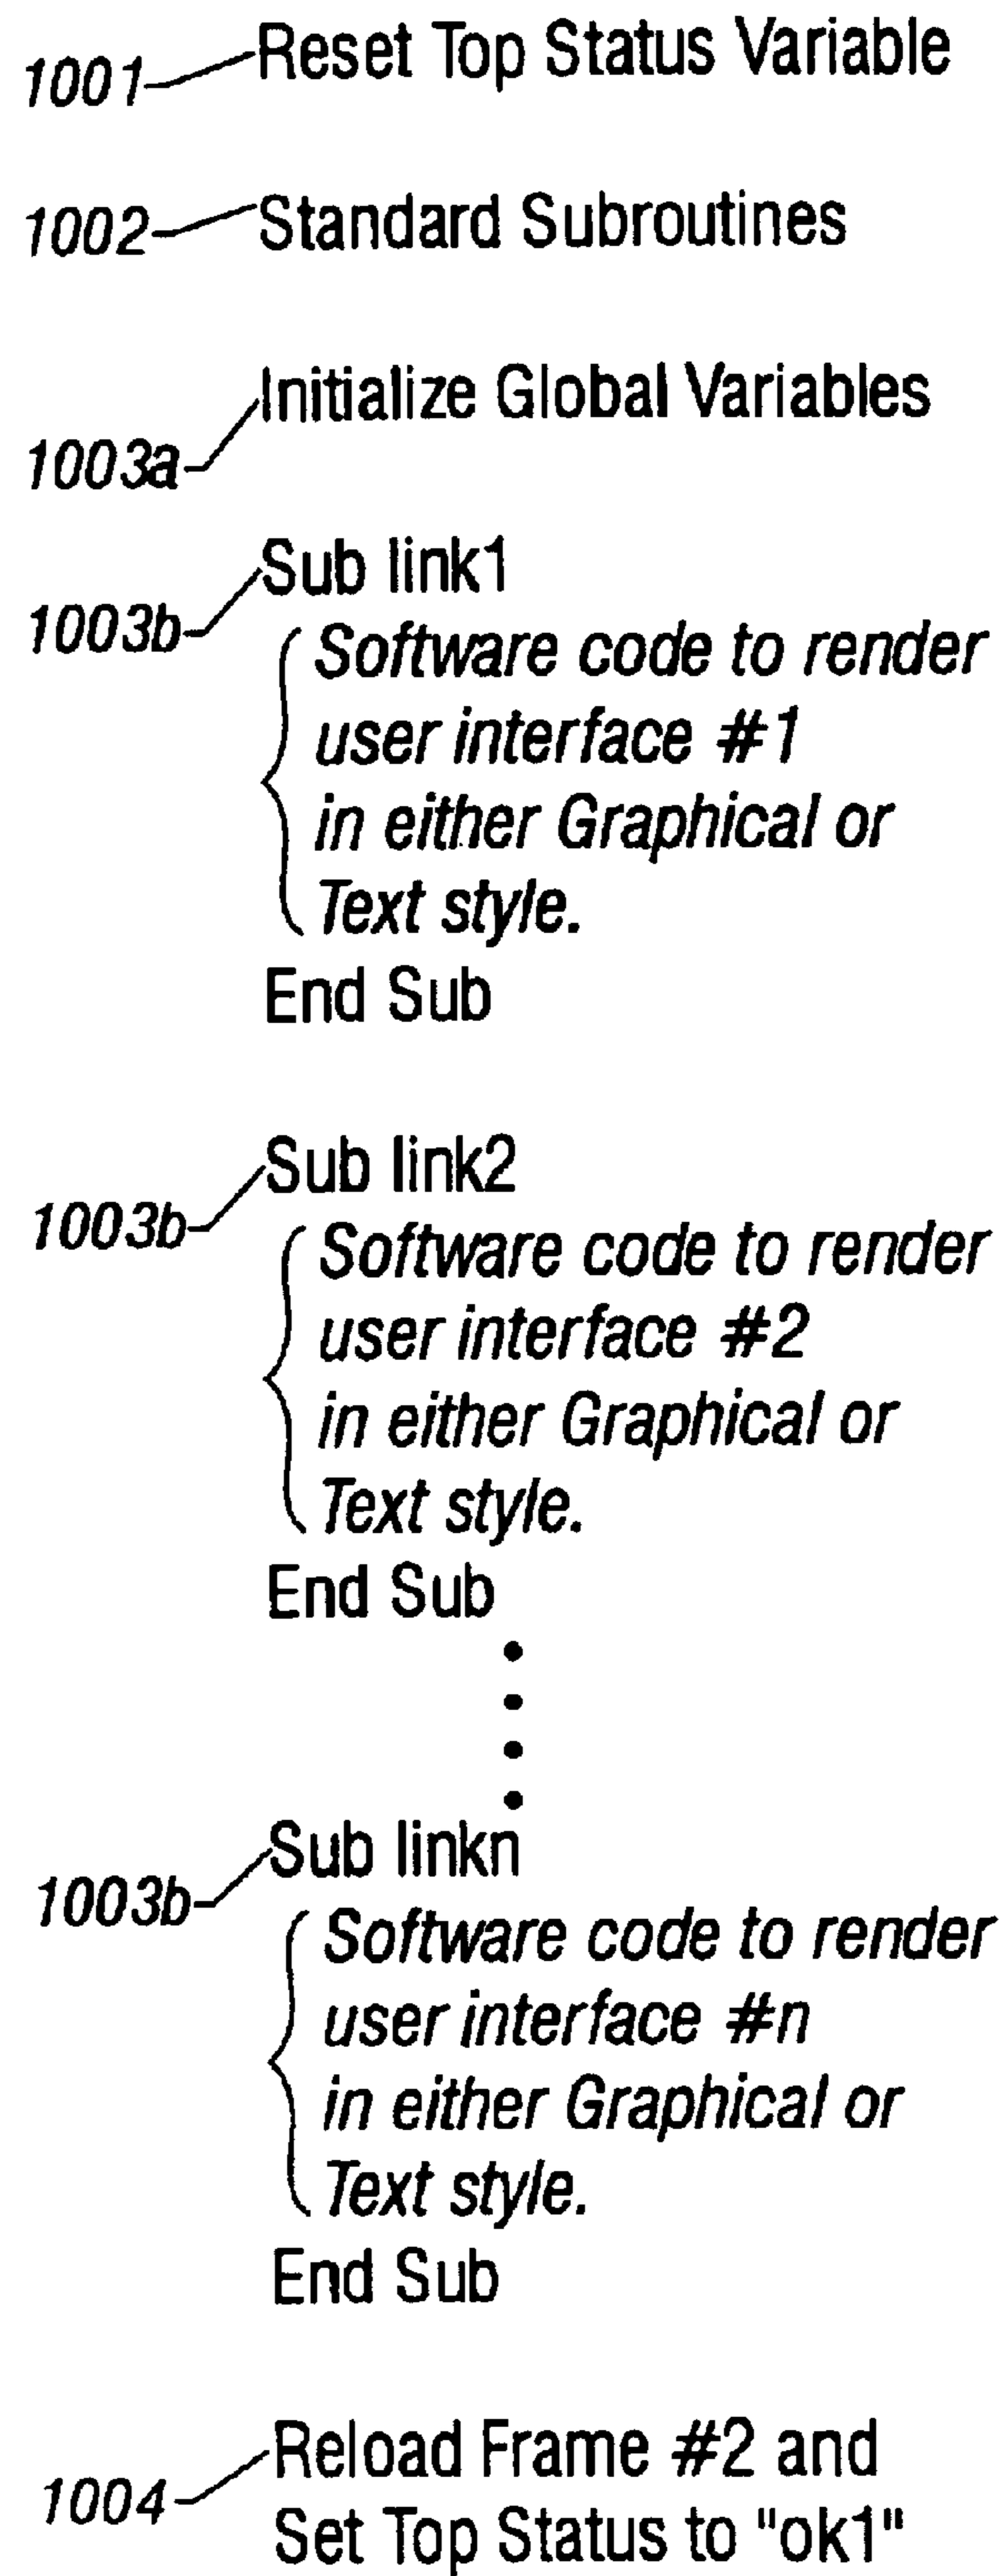 1001 Reset Top Status Variable
1002 Standard Subroutines
Initialize Global Variables
1003a
Sub link1
1003b
Software code to render
user interface #1
in either Graphical or
Text style.
End Sub
Sub link2
1003b
Software code to render
user interface #2
in either Graphical or
Text style.
End Sub
Sub linkn
1003b
Software code to render
user interface #n
in either Graphical or
Text style.
End Sub
Reload Frame #2 and
1004
Set Top Status to "ok1"